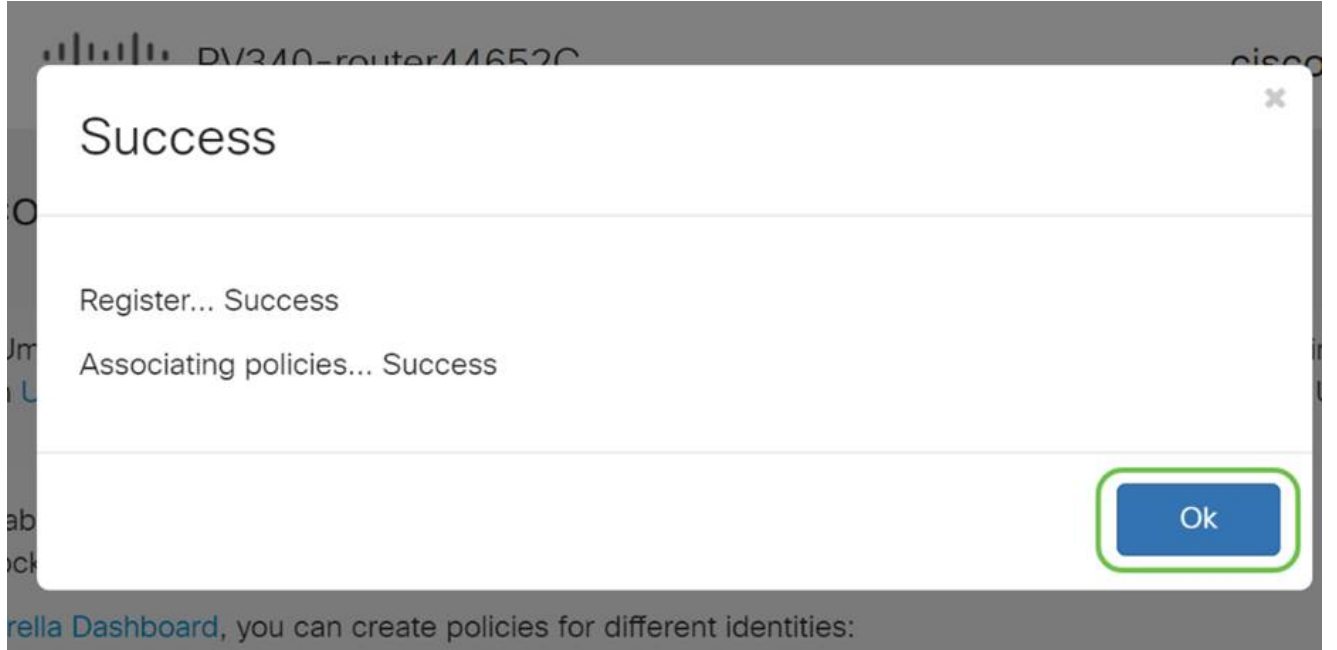 RV340-router44652C
cisco
Success
Register... Success
Associating policies... Success
Ok
rella Dashboard, you can create policies for different identities: